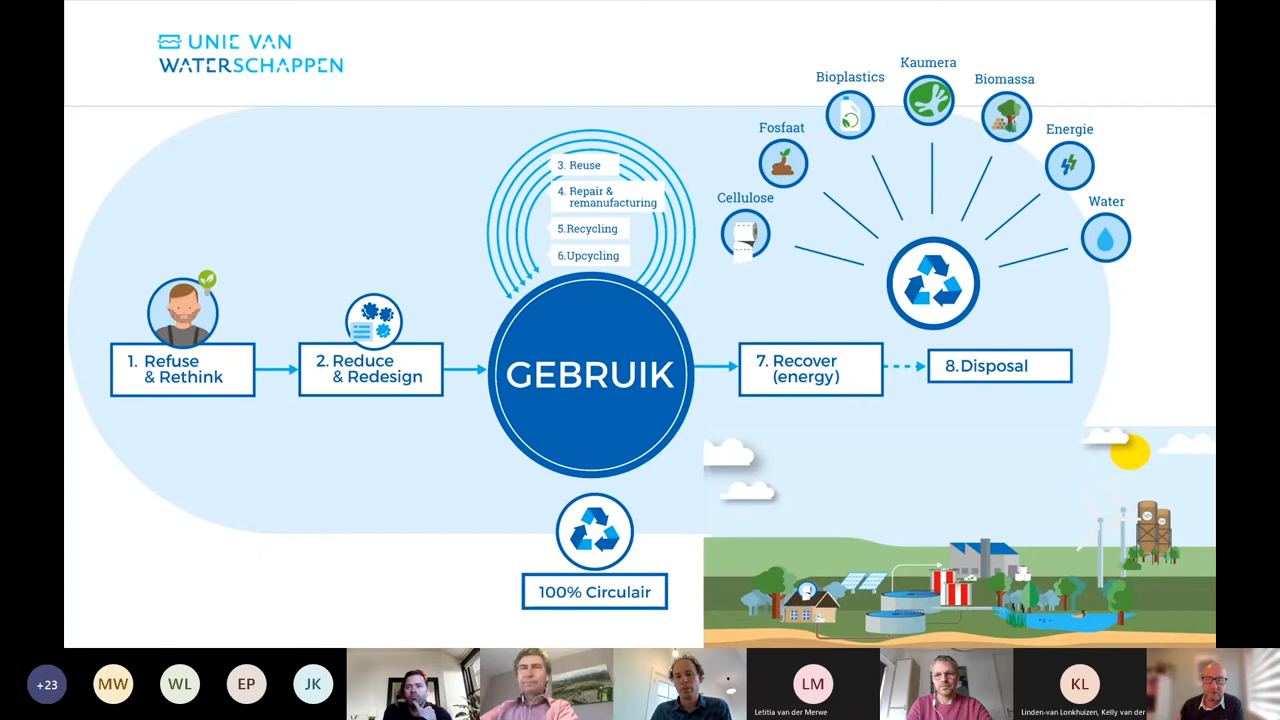 UNIE VAN
WATERSCHAPPEN
Kaumera
Bioplastics
Biomassa
Fosfaat
Energie
Cellulose
Water
3. Reuse
4. Repair &
remanufacturing
5.Recycling
6.Upcycling
1. Refuse
& Rethink
2. Reduce
& Redesign
GEBRUIK
7. Recover
(energy)
8.Disposal
100% Circulair
+23
MW
WL
EP
JK
LM
Letitia van der Merwe
KL
Linden-van Lonkhuizen, Kelly van der